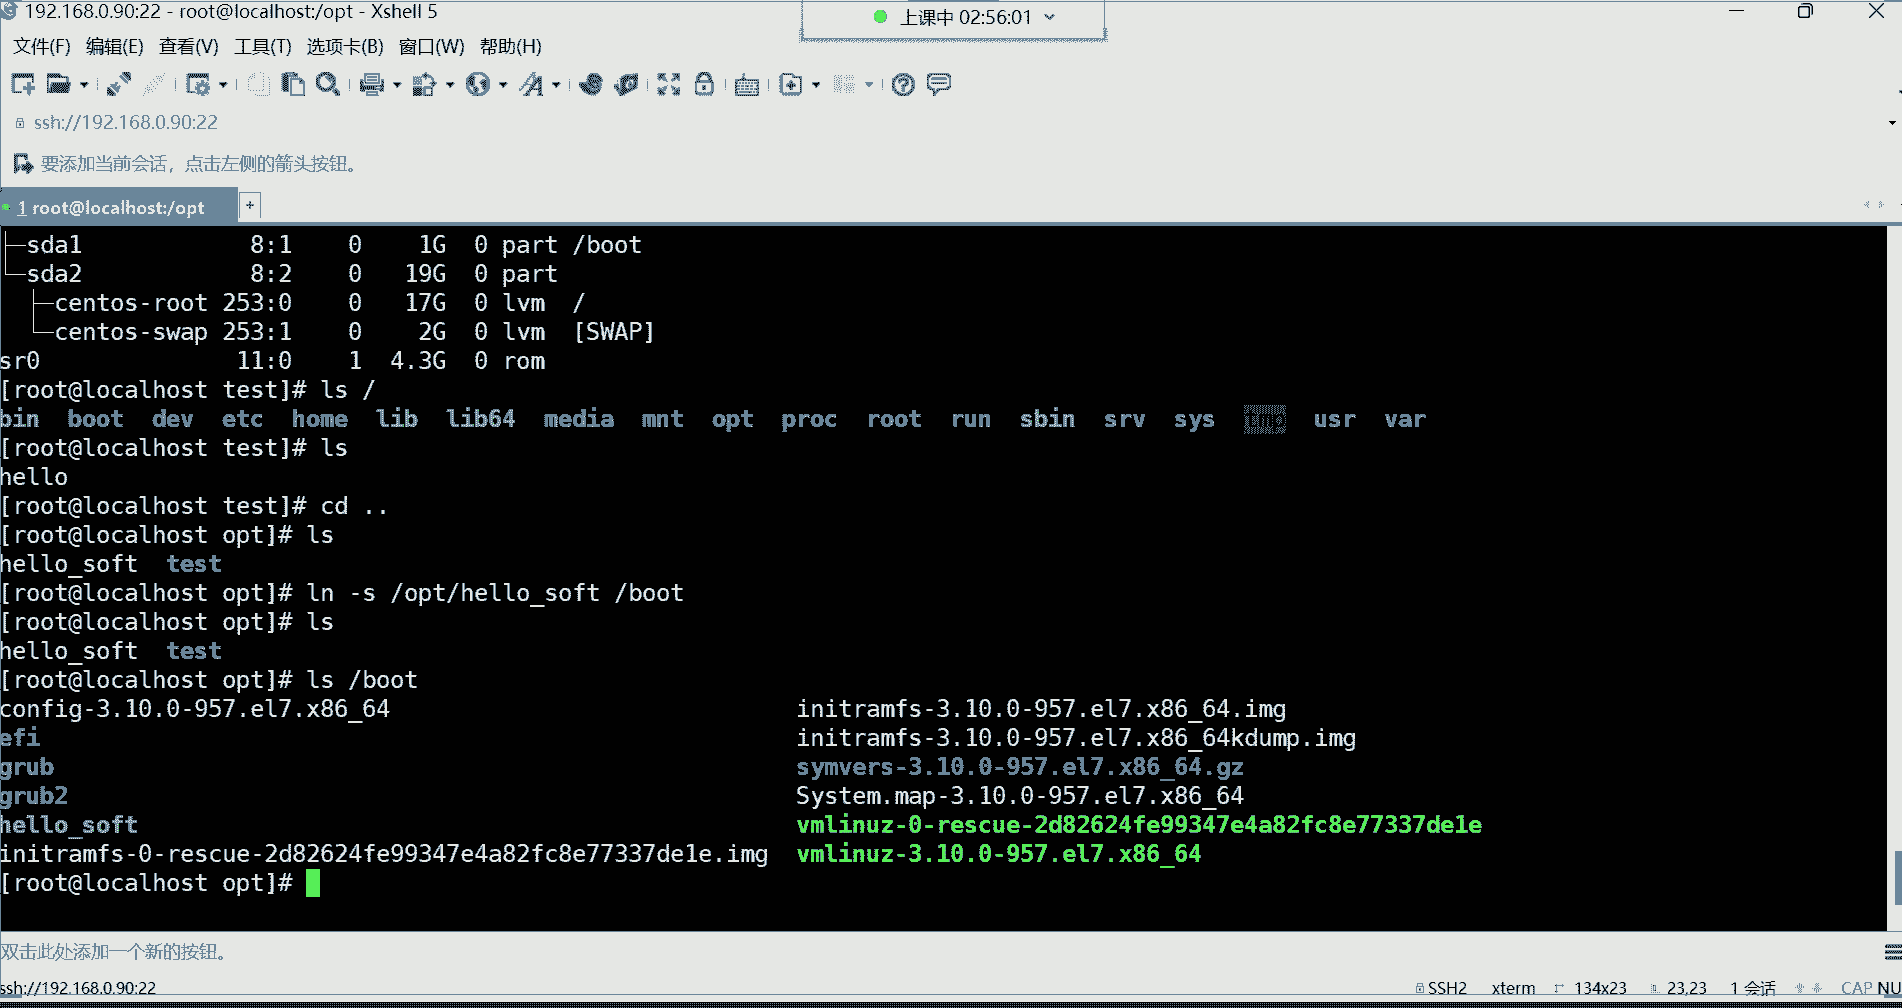 192.168.0.90:22 - root@localhost:/opt - Xshell 5
上课中 02:56:01
文件(F) 编辑(E) 查看(V) 工具(T) 选项卡(B) 窗口(W) 帮助(H)
ssh://192.168.0.90:22
要添加当前会话，点击左侧的箭头按钮。
1 root@localhost:/opt +
├─sda1 8:1 0 1G 0 part /boot
└─sda2 8:2 0 19G 0 part
├─centos-root 253:0 0 17G 0 lvm /
└─centos-swap 253:1 0 2G 0 lvm [SWAP]
sr0 11:0 1 4.3G 0 rom
[root@localhost test]# ls /
bin boot dev etc home lib lib64 media mnt opt proc root run sbin srv sys tmp usr var
[root@localhost test]# ls
hello
[root@localhost test]# cd ..
[root@localhost opt]# ls
hello_soft test
[root@localhost opt]# ln -s /opt/hello_soft /boot
[root@localhost opt]# ls
hello_soft test
[root@localhost opt]# ls /boot
config-3.10.0-957.el7.x86_64 initramfs-3.10.0-957.el7.x86_64.img
efi initramfs-3.10.0-957.el7.x86_64kdump.img
grub symvers-3.10.0-957.el7.x86_64.gz
grub2 System.map-3.10.0-957.el7.x86_64
hello_soft vmlinuz-0-rescue-2d82624fe99347e4a82fc8e77337de1e
initramfs-0-rescue-2d82624fe99347e4a82fc8e77337de1e.img vmlinuz-3.10.0-957.el7.x86_64
[root@localhost opt]#
双击此处添加一个新的按钮。
ssh://192.168.0.90:22 SSH2 xterm 134x23 23,23 1 会话 CAP NU